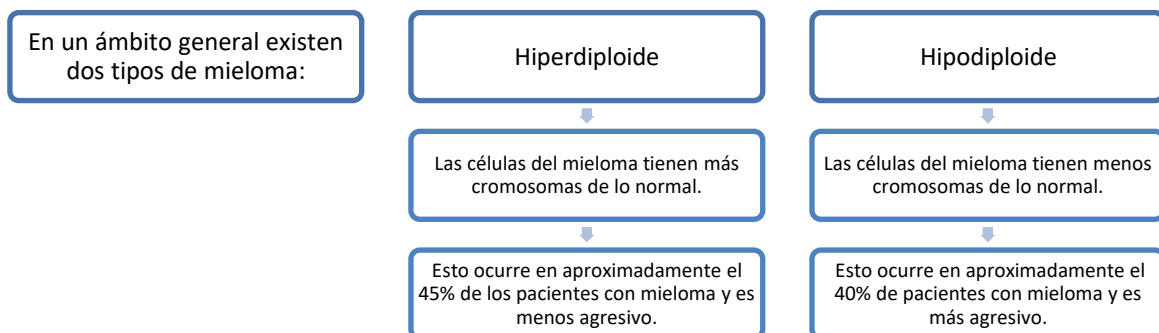 En un ámbito general existen
dos tipos de mieloma:
Hiperdiploide
Las células del mieloma tienen más
cromosomas de lo normal.
Esto ocurre en aproximadamente el
45% de los pacientes con mieloma y es
menos agresivo.
Hipodiploide
Las células del mieloma tienen menos
cromosomas de lo normal.
Esto ocurre en aproximadamente el
40% de pacientes con mieloma y es
más agresivo.